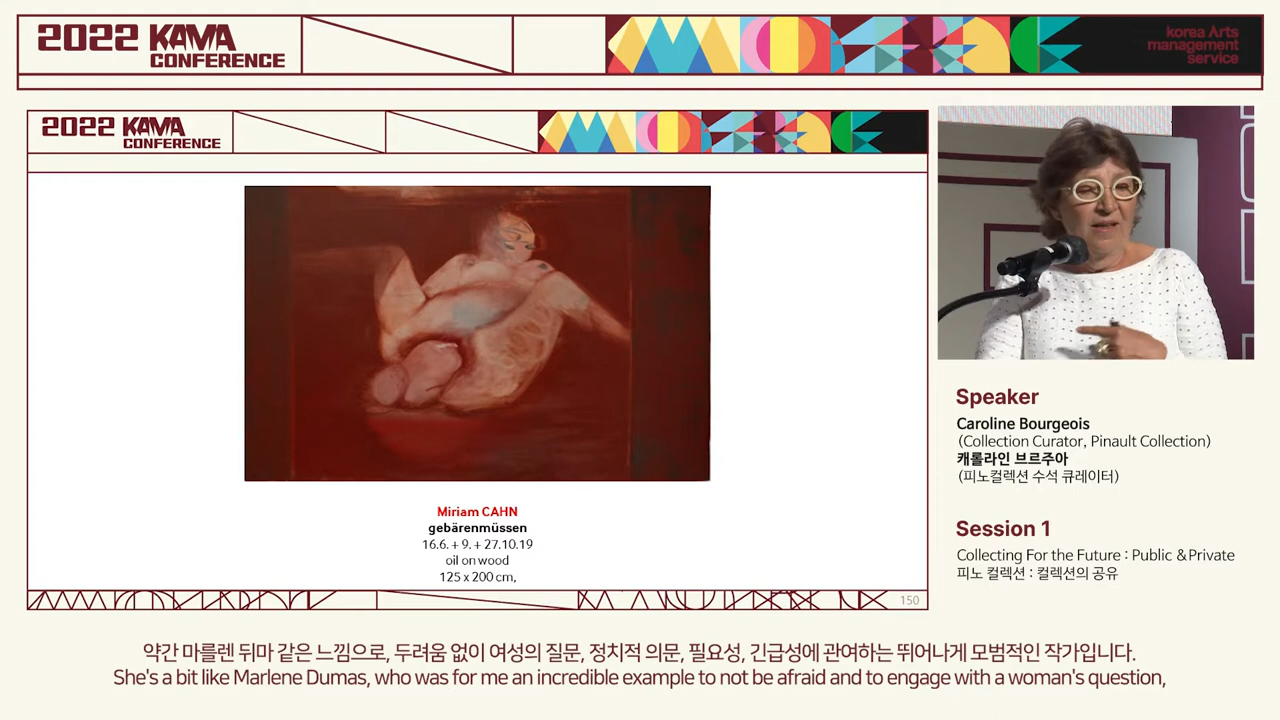 2022 KAMA
CONFERENCE
korea Arts
management
service
2022 KAMA
CONFERENCE
Miriam CAHN
gebärenmüssen
16.6. + 9. + 27.10.19
oil on wood
125 x 200 cm,
150
Speaker
Caroline Bourgeois
(Collection Curator, Pinault Collection)
캐롤라인 브르주아
(피노컬렉션 수석 큐레이터)
Session 1
Collecting For the Future : Public & Private
피노 컬렉션 : 컬렉션의 공유
약간 마를렌 뒤마 같은 느낌으로, 두려움 없이 여성의 질문, 정치적 의문, 필요성, 긴급성에 관여하는 뛰어나게 모범적인 작가입니다.
She's a bit like Marlene Dumas, who was for me an incredible example to not be afraid and to engage with a woman's question,